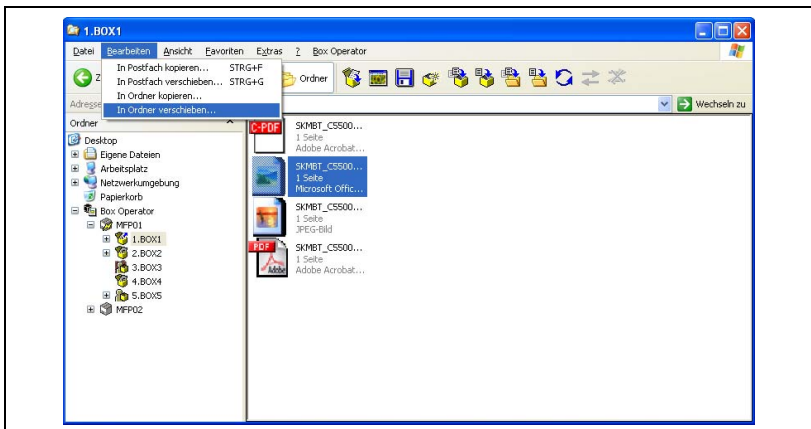 1.BOX1
Datei Bearbeiten Ansicht Favoriten Extras ? Box Operator
In Postfach kopieren... STRG+F
In Postfach verschieben... STRG+G
In Ordner kopieren...
In Ordner verschieben...
Z
Ordner
Adresse
Wechseln zu
Ordner x
Desktop
Eigene Dateien
Arbeitsplatz
Netzwerkumgebung
Papierkorb
Box Operator
MFP01
1.BOX1
2.BOX2
3.BOX3
4.BOX4
5.BOX5
MFP02
C-PDF
SKMBT_C5500...
1 Seite
Adobe Acrobat...
SKMBT_C5500...
1 Seite
Microsoft Offic...
SKMBT_C5500...
1 Seite
JPEG-Bild
PDF
Adobe
SKMBT_C5500...
1 Seite
Adobe Acrobat...